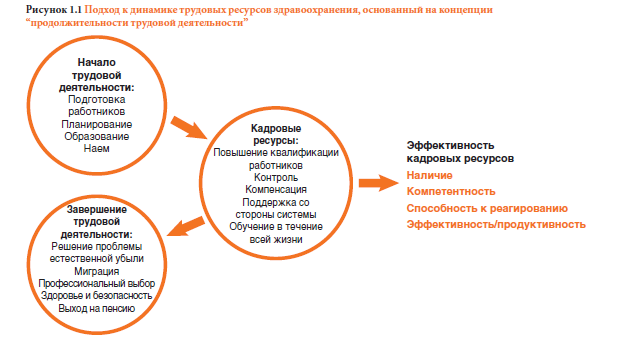 Рисунок 1.1 Подход к динамике трудовых ресурсов здравоохранения, основанный на концепции
“продолжительности трудовой деятельности”
Начало
трудовой
деятельности:
Подготовка
работников
Планирование
Образование
Наем
Кадровые
ресурсы:
Повышение квалификации
работников
Контроль
Компенсация
Поддержка со
стороны системы
Обучение в течение
всей жизни
Завершение
трудовой
деятельности:
Решение проблемы
естественной убыли
Миграция
Профессиональный выбор
Здоровье и безопасность
Выход на пенсию
Эффективность
кадровых ресурсов
Наличие
Компетентность
Способность к реагированию
Эффективность/продуктивность